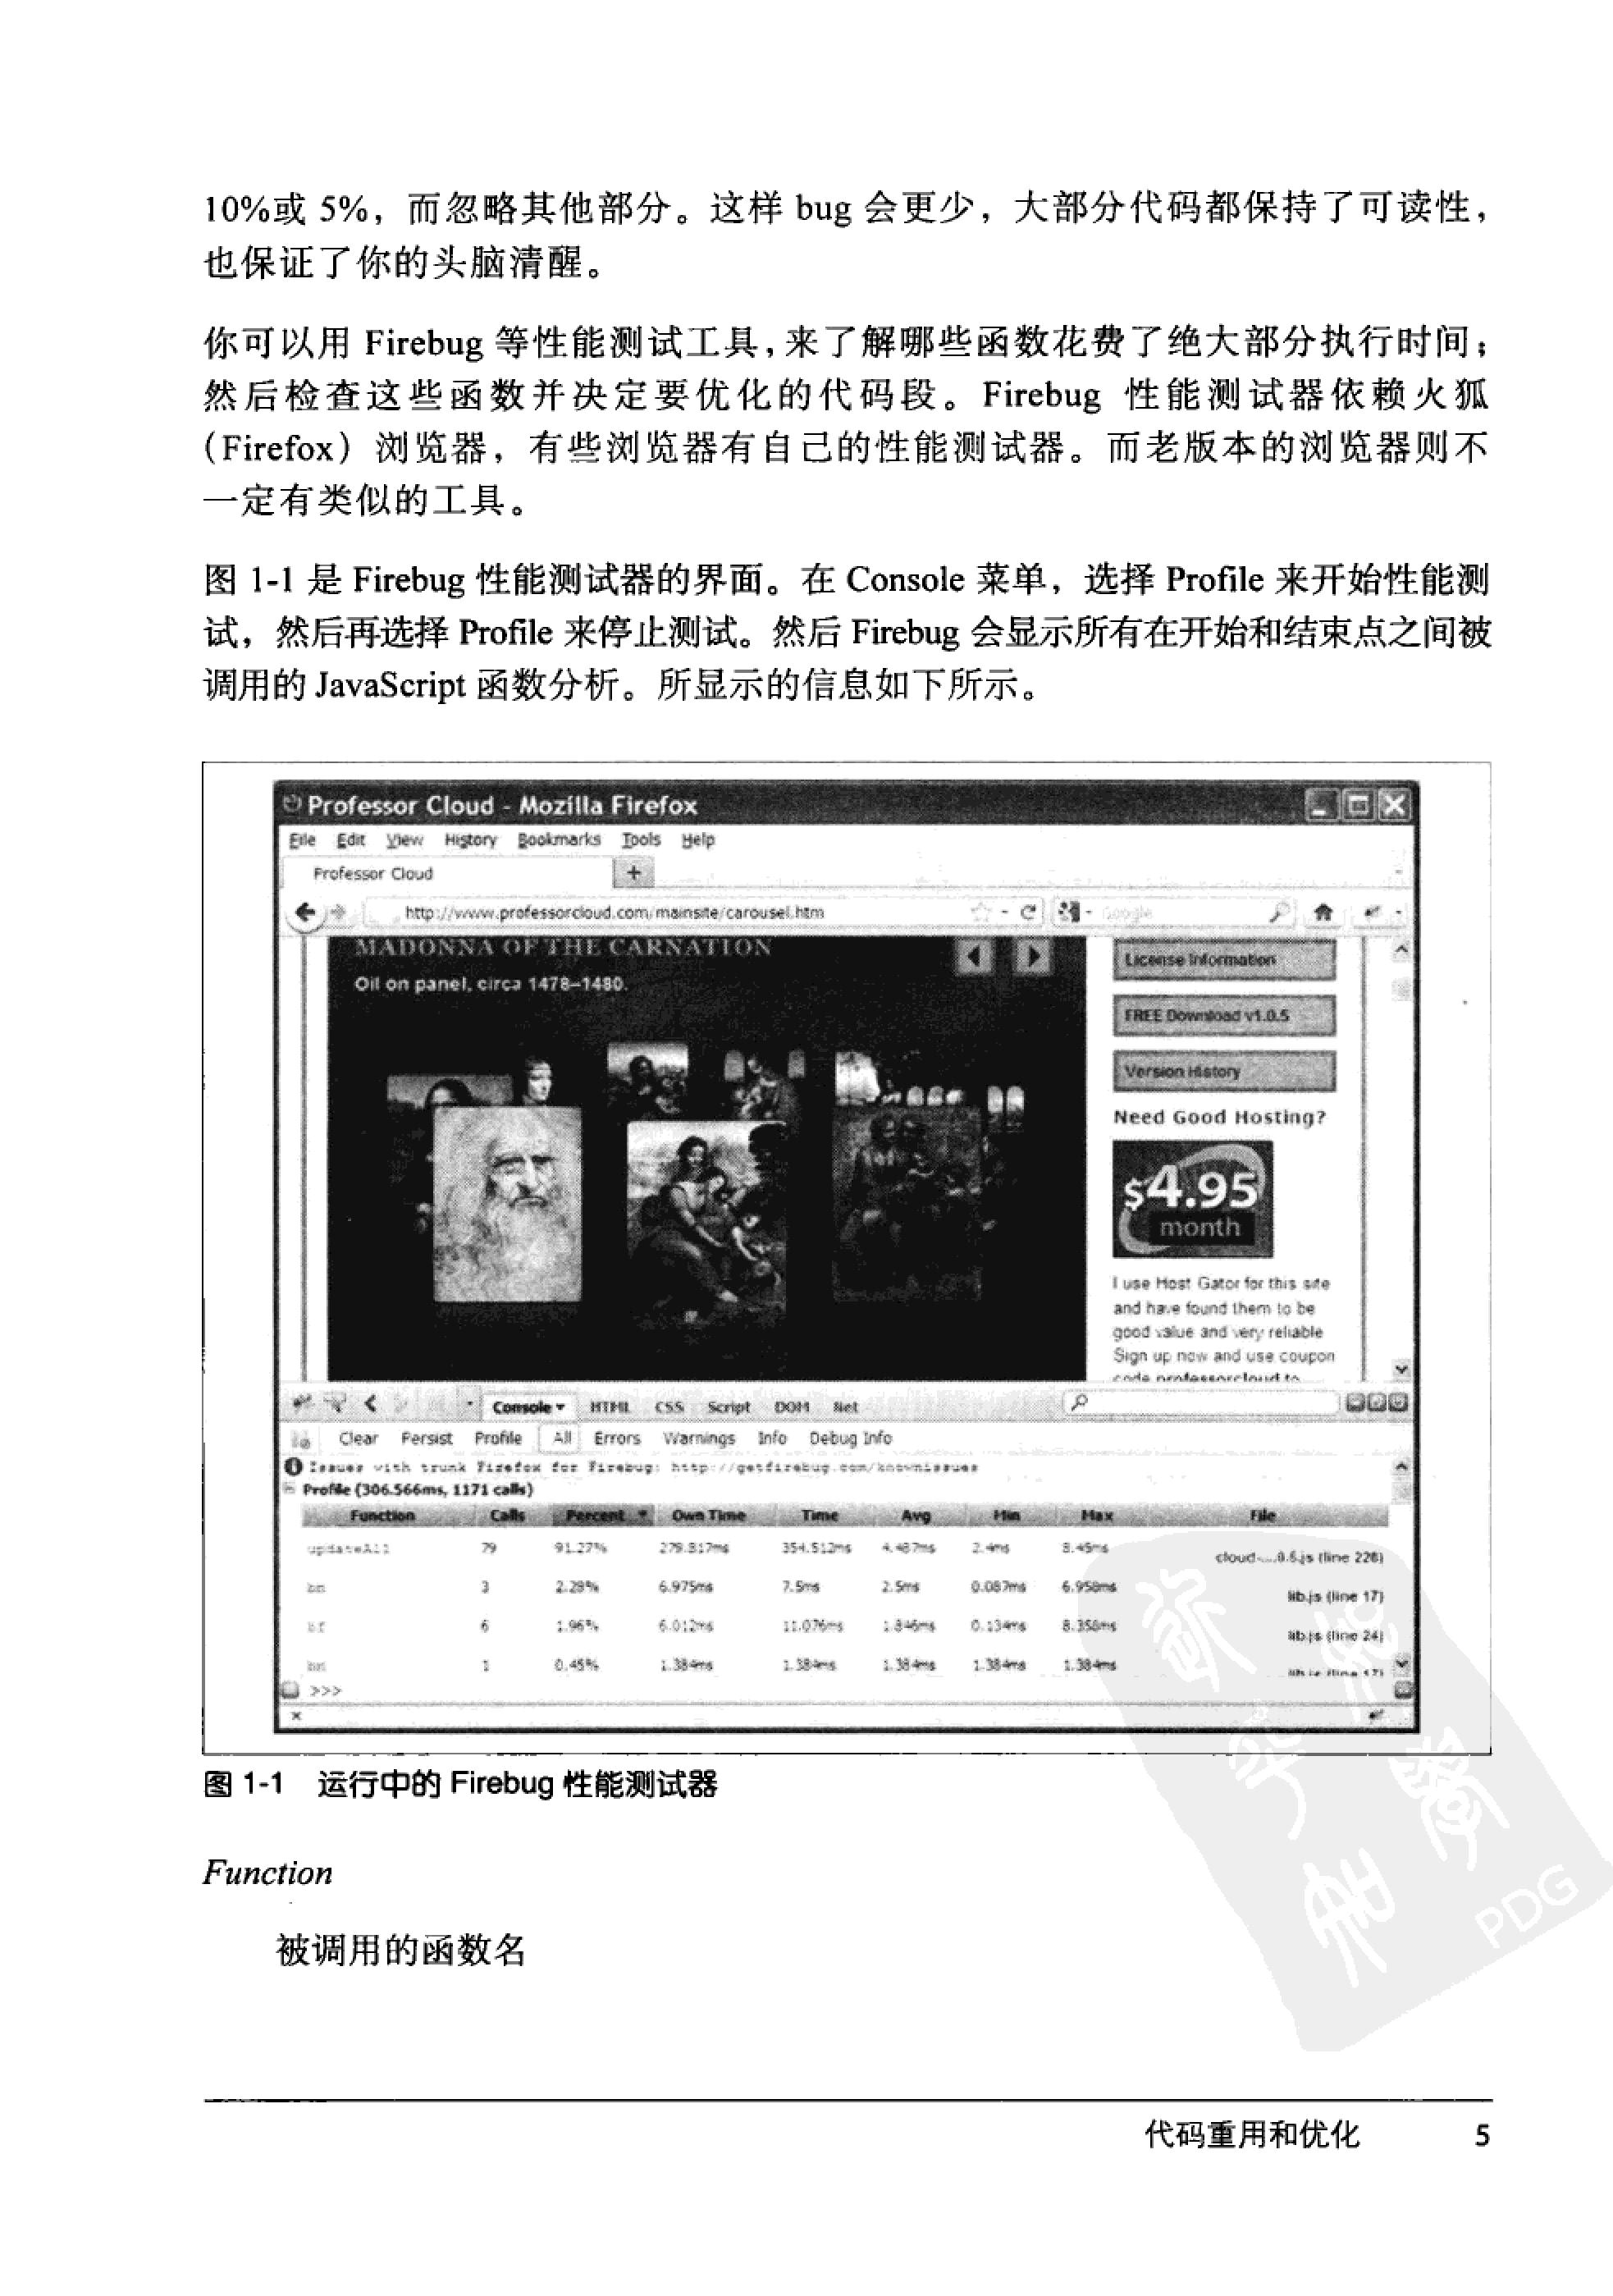 10%或 5%，而忽略其他部分。这样 bug 会更少，大部分代码都保持了可读性，
也保证了你的头脑清醒。
你可以用 Firebug 等性能测试工具，来了解哪些函数花费了绝大部分执行时间；
然后检查这些函数并决定要优化的代码段。Firebug 性能测试器依赖火狐
（Firefox）浏览器，有些浏览器有自己的性能测试器。而老版本的浏览器则不
一定有类似的工具。
图 1-1 是 Firebug 性能测试器的界面。在 Console 菜单，选择 Profile 来开始性能测
试，然后再选择 Profile 来停止测试。然后 Firebug 会显示所有在开始和结束点之间被
调用的 JavaScript 函数分析。所显示的信息如下所示。
Professor Cloud - Mozilla Firefox
File Edit View History Bookmarks Tools Help
Professor Cloud +
http://www.professorcloud.com/mainsite/carousel.htm Google
MADONNA OF THE CARNATION
Oil on panel, circa 1478–1480.
License Information
FREE Download v1.0.5
Version History
Need Good Hosting?
$4.95
month
I use Host Gator for this site
and have found them to be
good value and very reliable
Sign up now and use coupon
code professorcloud to
Console HTML CSS Script DOM Net
Clear Persist Profile All Errors Warnings Info Debug Info
Issues with trunk Firefox for Firebug: http://getfirebug.com/knownissues
Profile (306.566ms, 1171 calls)
Function Calls Percent Own Time Time Avg Min Max File
updateAll 79 91.27% 279.817ms 354.512ms 4.487ms 2.4ms 8.45ms cloud-...0.5.js (line 226)
3 2.28% 6.975ms 7.5ms 2.5ms 0.087ms 6.958ms lib.js (line 17)
6 1.96% 6.012ms 11.076ms 1.846ms 0.134ms 8.358ms lib.js (line 24)
1 0.45% 1.384ms 1.384ms 1.384ms 1.384ms 1.384ms lib.js (line 17)
>>>
图 1-1 运行中的 Firebug 性能测试器
Function
被调用的函数名
PDG
代码重用和优化 5